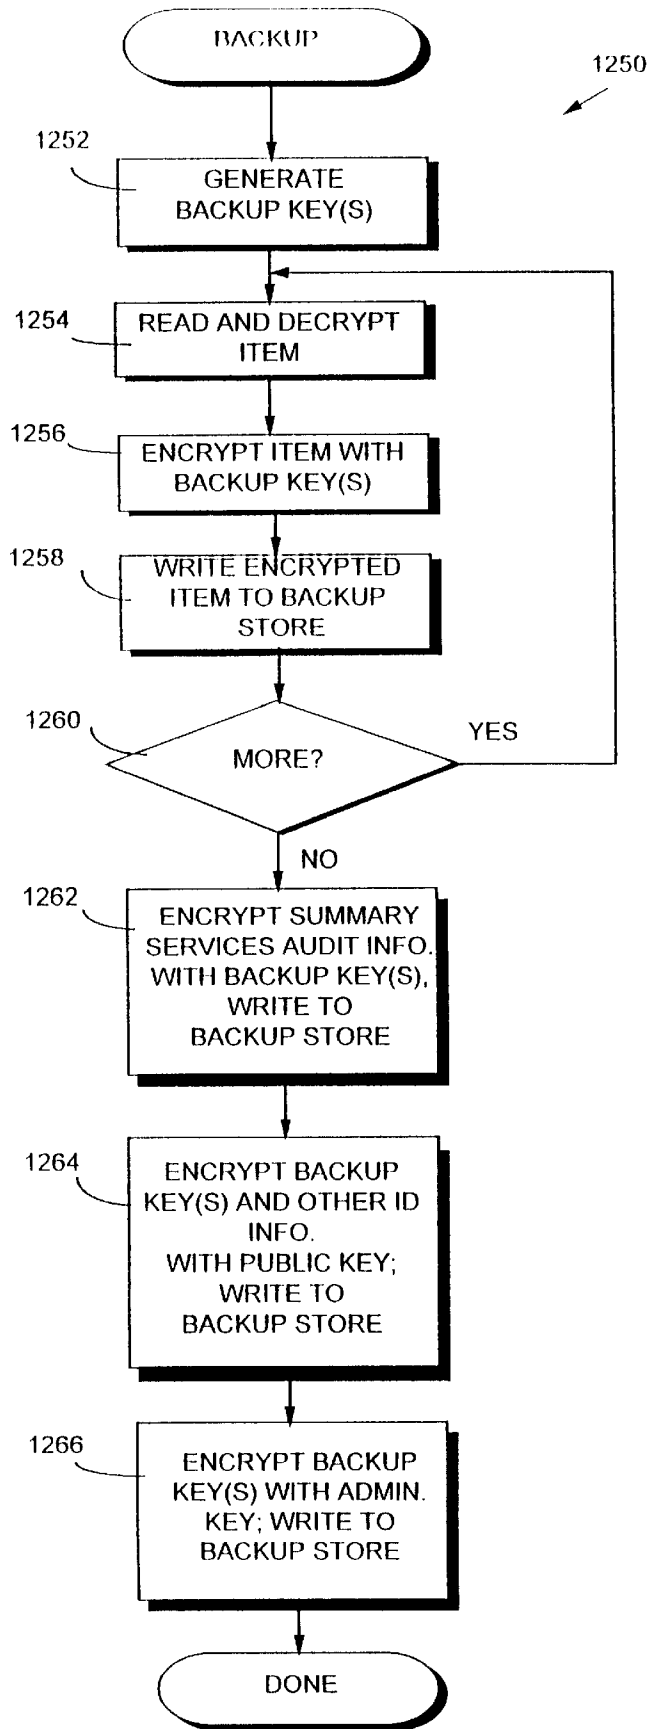 BACKUP
1250
1252
GENERATE
BACKUP KEY(S)
1254
READ AND DECRYPT
ITEM
1256
ENCRYPT ITEM WITH
BACKUP KEY(S)
1258
WRITE ENCRYPTED
ITEM TO BACKUP
STORE
1260
MORE?
YES
NO
1262
ENCRYPT SUMMARY
SERVICES AUDIT INFO.
WITH BACKUP KEY(S),
WRITE TO
BACKUP STORE
1264
ENCRYPT BACKUP
KEY(S) AND OTHER ID
INFO.
WITH PUBLIC KEY;
WRITE TO
BACKUP STORE
1266
ENCRYPT BACKUP
KEY(S) WITH ADMIN.
KEY; WRITE TO
BACKUP STORE
DONE